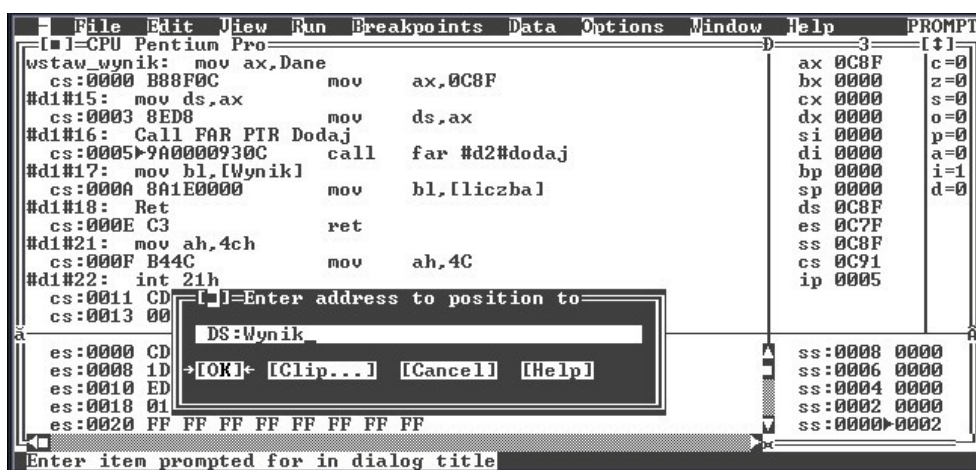 File Edit View Run Breakpoints Data Options Window Help PROMPT
[■]=CPU Pentium Pro 3 [↕]
wstaw_wynik: mov ax,Dane ax 0C8F c=0
cs:0000 B88F0C mov ax,0C8F bx 0000 z=0
#d1#15: mov ds,ax cx 0000 s=0
cs:0003 8ED8 mov ds,ax dx 0000 o=0
#d1#16: Call FAR PTR Dodaj si 0000 p=0
cs:0005►9A0000930C call far #d2#dodaj di 0000 a=0
#d1#17: mov bl,[Wynik] bp 0000 i=1
cs:000A 8A1E0000 mov bl,[liczba] sp 0000 d=0
#d1#18: Ret ds 0C8F
cs:000E C3 ret es 0C7F
#d1#21: mov ah,4ch ss 0C8F
cs:000F B44C mov ah,4C cs 0C91
#d1#22: int 21h ip 0005
cs:0011 CD [■]=Enter address to position to
cs:0013 00
DS:Wynik_
es:0000 CD ss:0008 0000
es:0008 1D →[OK]← [Clip...] [Cancel] [Help] ss:0006 0000
es:0010 ED ss:0004 0000
es:0018 01 ss:0002 0000
es:0020 FF FF FF FF FF FF FF FF ss:0000►0002
Enter item prompted for in dialog title